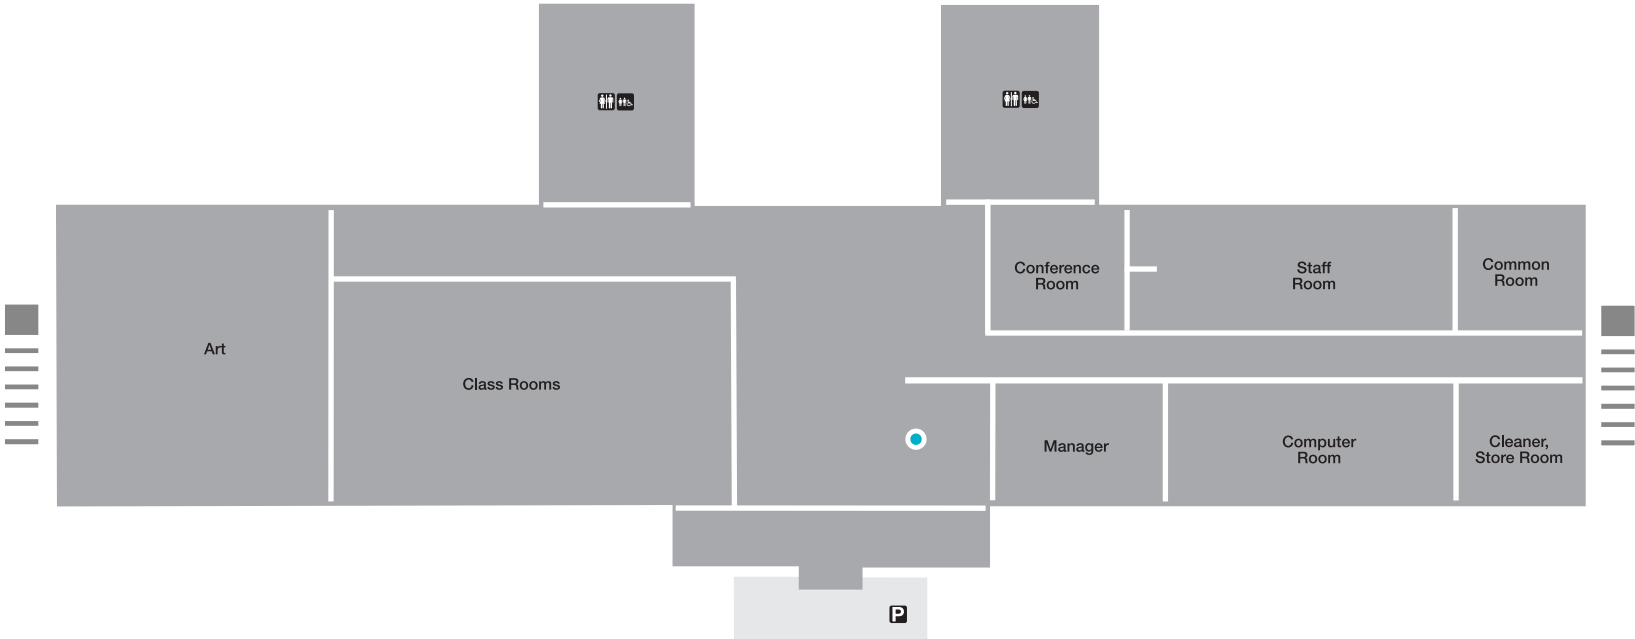 Conference
Room
Staff
Room
Common
Room
Art
Class Rooms
Manager
Computer
Room
Cleaner,
Store Room
P